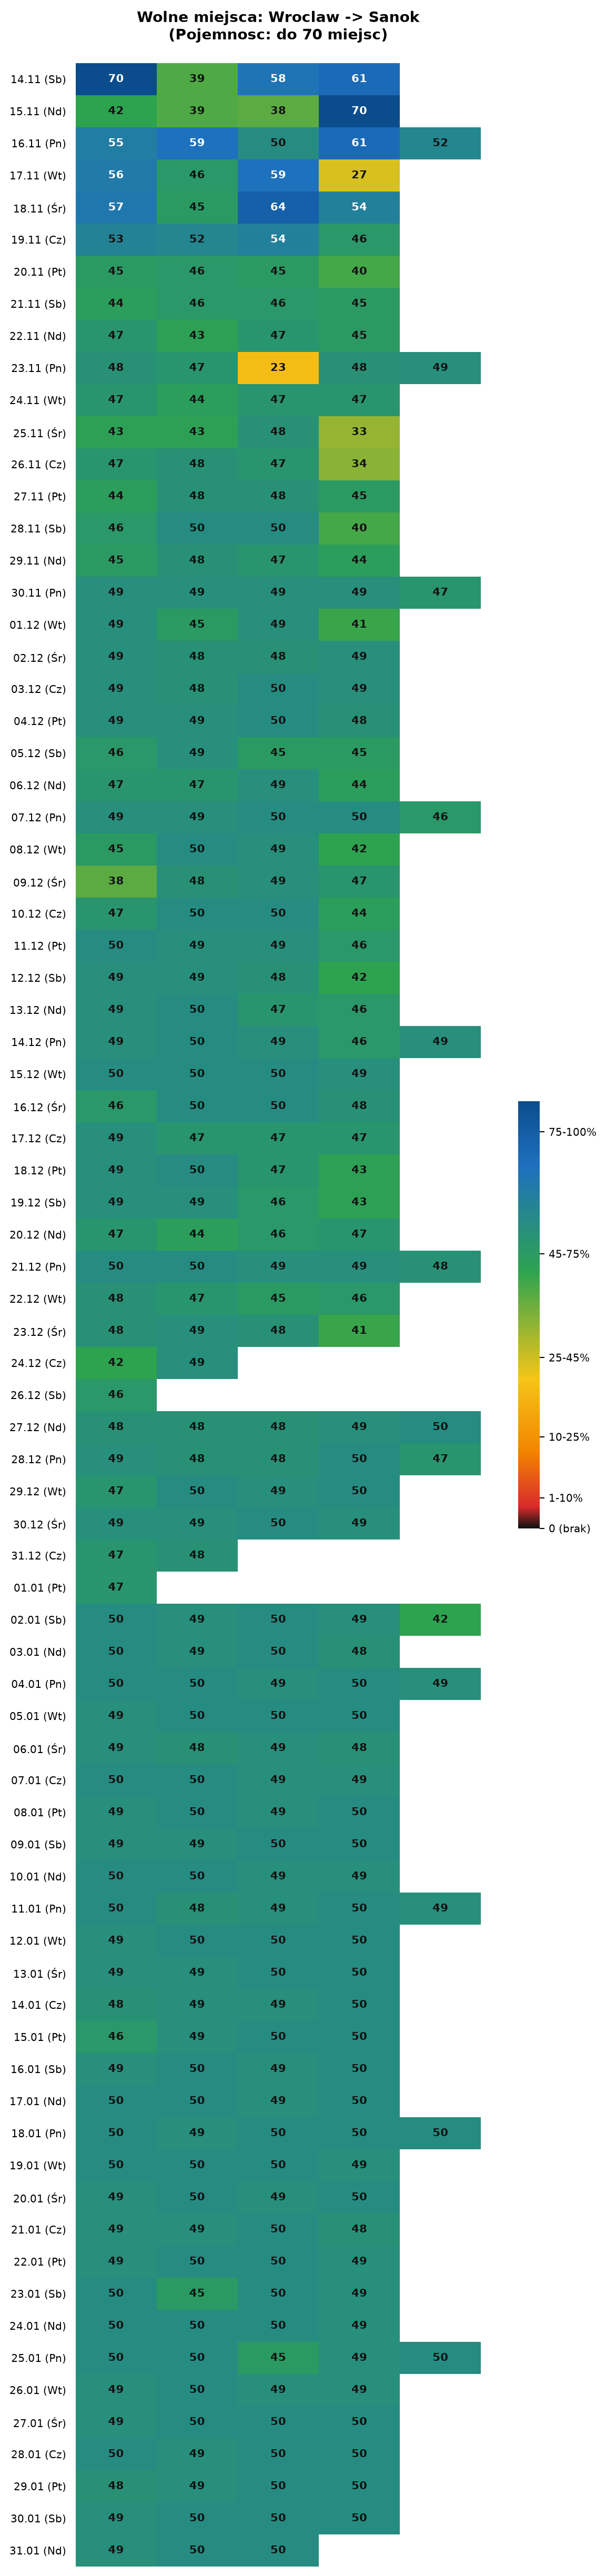 Wolne miejsca: Wroclaw -> Sanok
(Pojemnosc: do 70 miejsc)
14.11 (Sb) 70 39 58 61
15.11 (Nd) 42 39 38 70
16.11 (Pn) 55 59 50 61 52
17.11 (Wt) 56 46 59 27
18.11 (Śr) 57 45 64 54
19.11 (Cz) 53 52 54 46
20.11 (Pt) 45 46 45 40
21.11 (Sb) 44 46 46 45
22.11 (Nd) 47 43 47 45
23.11 (Pn) 48 47 23 48 49
24.11 (Wt) 47 44 47 47
25.11 (Śr) 43 43 48 33
26.11 (Cz) 47 48 47 34
27.11 (Pt) 44 48 48 45
28.11 (Sb) 46 50 50 40
29.11 (Nd) 45 48 47 44
30.11 (Pn) 49 49 49 49 47
01.12 (Wt) 49 45 49 41
02.12 (Śr) 49 48 48 49
03.12 (Cz) 49 48 50 49
04.12 (Pt) 49 49 50 48
05.12 (Sb) 46 49 45 45
06.12 (Nd) 47 47 49 44
07.12 (Pn) 49 49 50 50 46
08.12 (Wt) 45 50 49 42
09.12 (Śr) 38 48 49 47
10.12 (Cz) 47 50 50 44
11.12 (Pt) 50 49 49 46
12.12 (Sb) 49 49 48 42
13.12 (Nd) 49 50 47 46
14.12 (Pn) 49 50 49 46 49
15.12 (Wt) 50 50 50 49
16.12 (Śr) 46 50 50 48
17.12 (Cz) 49 47 47 47
18.12 (Pt) 49 50 47 43
19.12 (Sb) 49 49 46 43
20.12 (Nd) 47 44 46 47
21.12 (Pn) 50 50 49 49 48
22.12 (Wt) 48 47 45 46
23.12 (Śr) 48 49 48 41
24.12 (Cz) 42 49
26.12 (Sb) 46
27.12 (Nd) 48 48 48 49 50
28.12 (Pn) 49 48 48 50 47
29.12 (Wt) 47 50 49 50
30.12 (Śr) 49 49 50 49
31.12 (Cz) 47 48
01.01 (Pt) 47
02.01 (Sb) 50 49 50 49 42
03.01 (Nd) 50 49 50 48
04.01 (Pn) 50 50 49 50 49
05.01 (Wt) 49 50 50 50
06.01 (Śr) 49 48 49 48
07.01 (Cz) 50 50 49 49
08.01 (Pt) 49 50 49 50
09.01 (Sb) 49 49 50 50
10.01 (Nd) 50 50 49 49
11.01 (Pn) 50 48 49 50 49
12.01 (Wt) 49 50 50 50
13.01 (Śr) 49 49 50 50
14.01 (Cz) 48 49 49 50
15.01 (Pt) 46 49 50 50
16.01 (Sb) 49 50 49 50
17.01 (Nd) 50 50 49 50
18.01 (Pn) 50 49 50 50 50
19.01 (Wt) 50 50 50 49
20.01 (Śr) 49 50 49 50
21.01 (Cz) 49 49 50 48
22.01 (Pt) 49 50 50 49
23.01 (Sb) 50 45 50 49
24.01 (Nd) 50 50 50 49
25.01 (Pn) 50 50 45 49 50
26.01 (Wt) 49 50 49 49
27.01 (Śr) 49 50 50 50
28.01 (Cz) 50 49 50 50
29.01 (Pt) 48 49 50 50
30.01 (Sb) 49 50 50 50
31.01 (Nd) 49 50 50
75-100%
45-75%
25-45%
10-25%
1-10%
0 (brak)